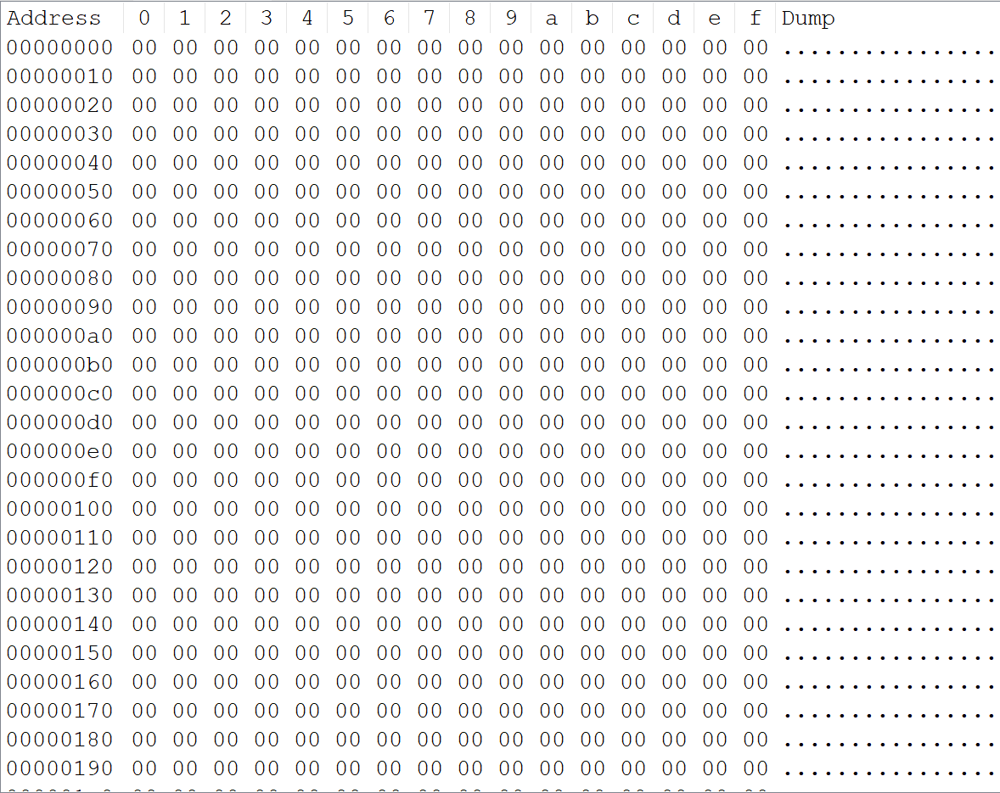 Address 0 1 2 3 4 5 6 7 8 9 a b c d e f Dump
00000000 00 00 00 00 00 00 00 00 00 00 00 00 00 00 00 00 ................
00000010 00 00 00 00 00 00 00 00 00 00 00 00 00 00 00 00 ................
00000020 00 00 00 00 00 00 00 00 00 00 00 00 00 00 00 00 ................
00000030 00 00 00 00 00 00 00 00 00 00 00 00 00 00 00 00 ................
00000040 00 00 00 00 00 00 00 00 00 00 00 00 00 00 00 00 ................
00000050 00 00 00 00 00 00 00 00 00 00 00 00 00 00 00 00 ................
00000060 00 00 00 00 00 00 00 00 00 00 00 00 00 00 00 00 ................
00000070 00 00 00 00 00 00 00 00 00 00 00 00 00 00 00 00 ................
00000080 00 00 00 00 00 00 00 00 00 00 00 00 00 00 00 00 ................
00000090 00 00 00 00 00 00 00 00 00 00 00 00 00 00 00 00 ................
000000a0 00 00 00 00 00 00 00 00 00 00 00 00 00 00 00 00 ................
000000b0 00 00 00 00 00 00 00 00 00 00 00 00 00 00 00 00 ................
000000c0 00 00 00 00 00 00 00 00 00 00 00 00 00 00 00 00 ................
000000d0 00 00 00 00 00 00 00 00 00 00 00 00 00 00 00 00 ................
000000e0 00 00 00 00 00 00 00 00 00 00 00 00 00 00 00 00 ................
000000f0 00 00 00 00 00 00 00 00 00 00 00 00 00 00 00 00 ................
00000100 00 00 00 00 00 00 00 00 00 00 00 00 00 00 00 00 ................
00000110 00 00 00 00 00 00 00 00 00 00 00 00 00 00 00 00 ................
00000120 00 00 00 00 00 00 00 00 00 00 00 00 00 00 00 00 ................
00000130 00 00 00 00 00 00 00 00 00 00 00 00 00 00 00 00 ................
00000140 00 00 00 00 00 00 00 00 00 00 00 00 00 00 00 00 ................
00000150 00 00 00 00 00 00 00 00 00 00 00 00 00 00 00 00 ................
00000160 00 00 00 00 00 00 00 00 00 00 00 00 00 00 00 00 ................
00000170 00 00 00 00 00 00 00 00 00 00 00 00 00 00 00 00 ................
00000180 00 00 00 00 00 00 00 00 00 00 00 00 00 00 00 00 ................
00000190 00 00 00 00 00 00 00 00 00 00 00 00 00 00 00 00 ................